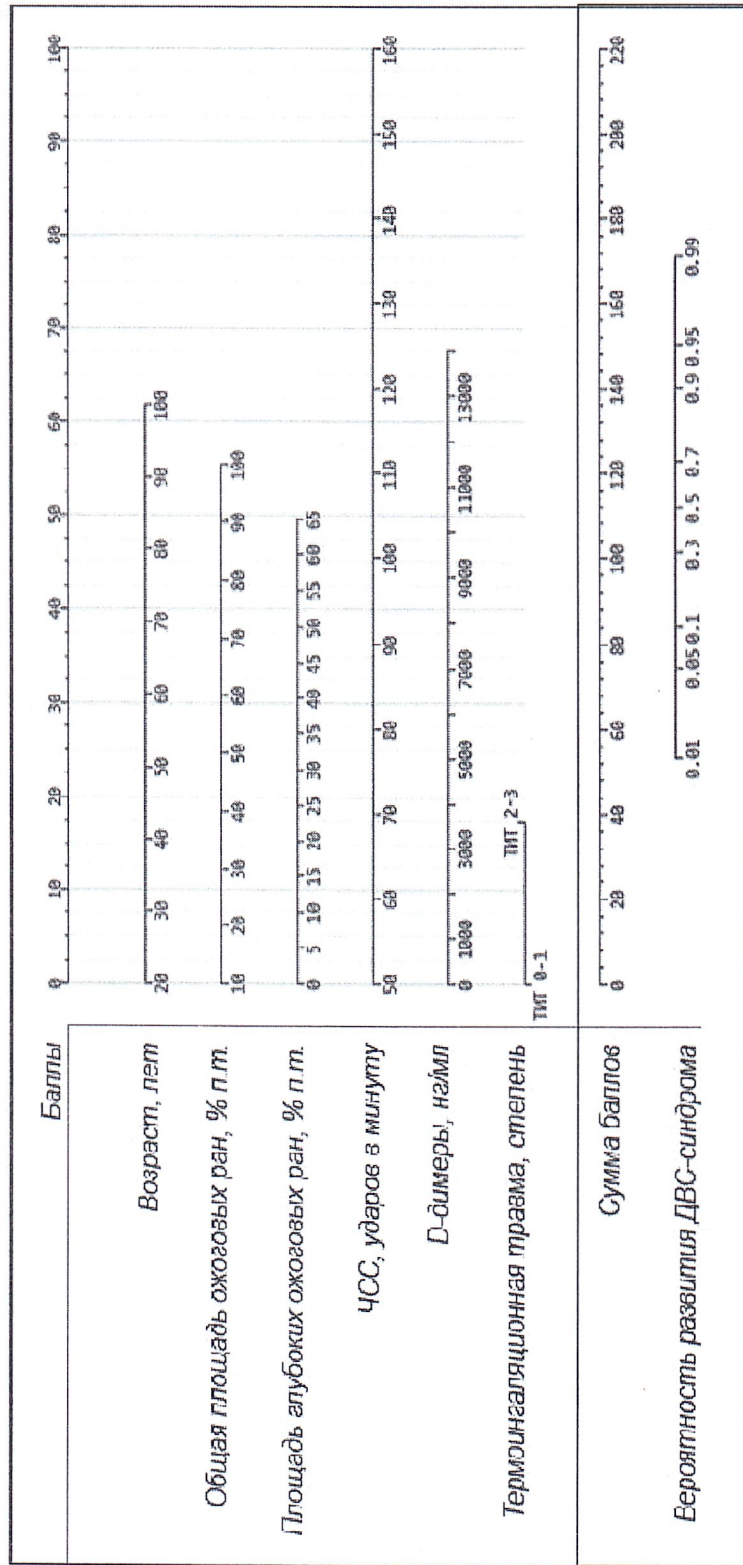 Баллы
0 10 20 30 40 50 60 70 80 90 100
Возраст, лет
20 30 40 50 60 70 80 90 100
Общая площадь ожоговых ран, % п.т.
10 20 30 40 50 60 70 80 90 100
Площадь глубоких ожоговых ран, % п.т.
0 5 10 15 20 25 30 35 40 45 50 55 60 65
ЧСС, ударов в минуту
50 60 70 80 90 100 110 120 130 140 150 160
D-димеры, нг/мл
0 1000 3000 5000 7000 9000 11000 13000
Термоингаляционная травма, степень
ТИТ 0-1 ТИТ 2-3
Сумма баллов
0 20 40 60 80 100 120 140 160 180 200 220
Вероятность развития ДВС-синдрома
0.01 0.05 0.1 0.3 0.5 0.7 0.9 0.95 0.99